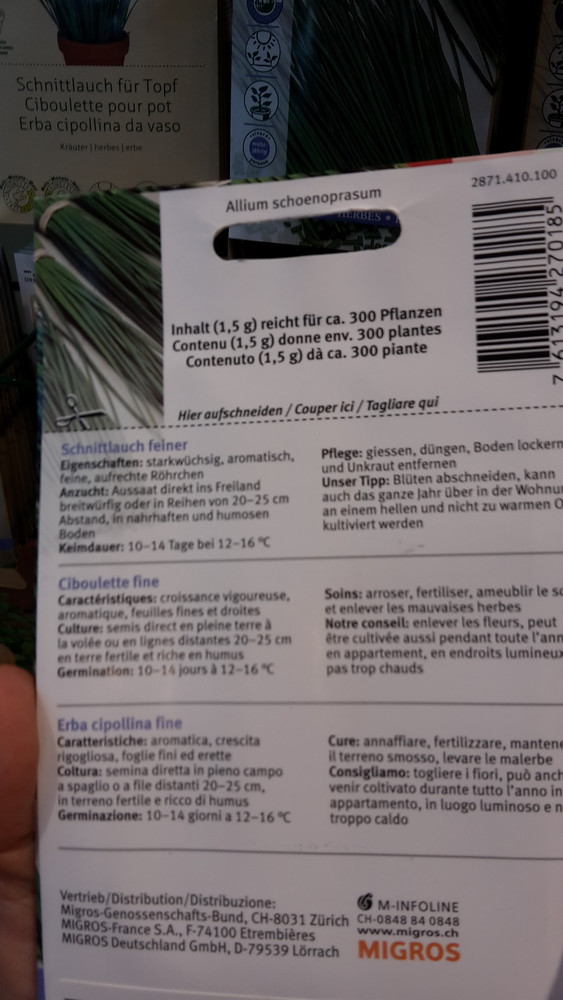 Schnittlauch für Topf
Ciboulette pour pot
Erba cipollina da vaso
Kräuter | herbes | erbe
Allium schoenoprasum
2871.410.100
HERBES
7 613194 270185
Inhalt (1,5 g) reicht für ca. 300 Pflanzen
Contenu (1,5 g) donne env. 300 plantes
Contenuto (1,5 g) dà ca. 300 piante
Hier aufschneiden / Couper ici / Tagliare qui
Schnittlauch feiner
Eigenschaften: starkwüchsig, aromatisch,
feine, aufrechte Röhrchen
Anzucht: Aussaat direkt ins Freiland
breitwürfig oder in Reihen von 20–25 cm
Abstand, in nahrhaften und humosen
Boden
Keimdauer: 10–14 Tage bei 12–16 °C
Pflege: giessen, düngen, Boden lockern
und Unkraut entfernen
Unser Tipp: Blüten abschneiden, kann
auch das ganze Jahr über in der Wohnu
an einem hellen und nicht zu warmen O
kultiviert werden
Ciboulette fine
Caractéristiques: croissance vigoureuse,
aromatique, feuilles fines et droites
Culture: semis direct en pleine terre à
la volée ou en lignes distantes 20–25 cm
en terre fertile et riche en humus
Germination: 10–14 jours à 12–16 °C
Soins: arroser, fertiliser, ameublir le so
et enlever les mauvaises herbes
Notre conseil: enlever les fleurs, peut
être cultivée aussi pendant toute l'ann
en appartement, en endroits lumineux
pas trop chauds
Erba cipollina fine
Caratteristiche: aromatica, crescita
rigogliosa, foglie fini ed erette
Coltura: semina diretta in pieno campo
a spaglio o a file distanti 20–25 cm,
in terreno fertile e ricco di humus
Germinazione: 10–14 giorni a 12–16 °C
Cure: annaffiare, fertilizzare, mantene
il terreno smosso, levare le malerbe
Consigliamo: togliere i fiori, può anch
venir coltivato durante tutto l'anno in
appartamento, in luogo luminoso e n
troppo caldo
Vertrieb/Distribution/Distribuzione:
Migros-Genossenschafts-Bund, CH-8031 Zürich
MIGROS-France S.A., F-74100 Etrembières
MIGROS Deutschland GmbH, D-79539 Lörrach
M-INFOLINE
CH-0848 84 0848
www.migros.ch
MIGROS